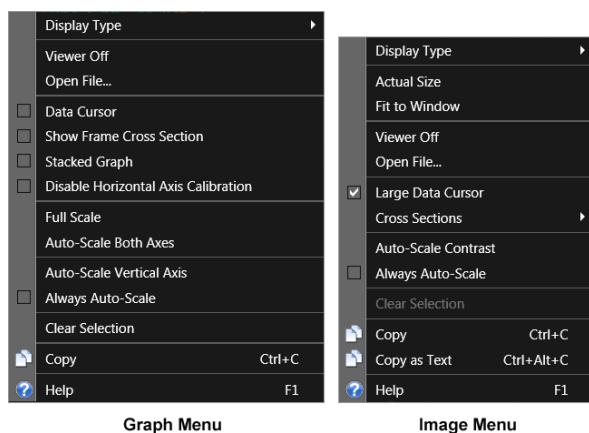 Display Type
Viewer Off
Open File...
Data Cursor
Show Frame Cross Section
Stacked Graph
Disable Horizontal Axis Calibration
Full Scale
Auto-Scale Both Axes
Auto-Scale Vertical Axis
Always Auto-Scale
Clear Selection
Copy Ctrl+C
Help F1
Graph Menu
Display Type
Actual Size
Fit to Window
Viewer Off
Open File...
Large Data Cursor
Cross Sections
Auto-Scale Contrast
Always Auto-Scale
Clear Selection
Copy Ctrl+C
Copy as Text Ctrl+Alt+C
Help F1
Image Menu